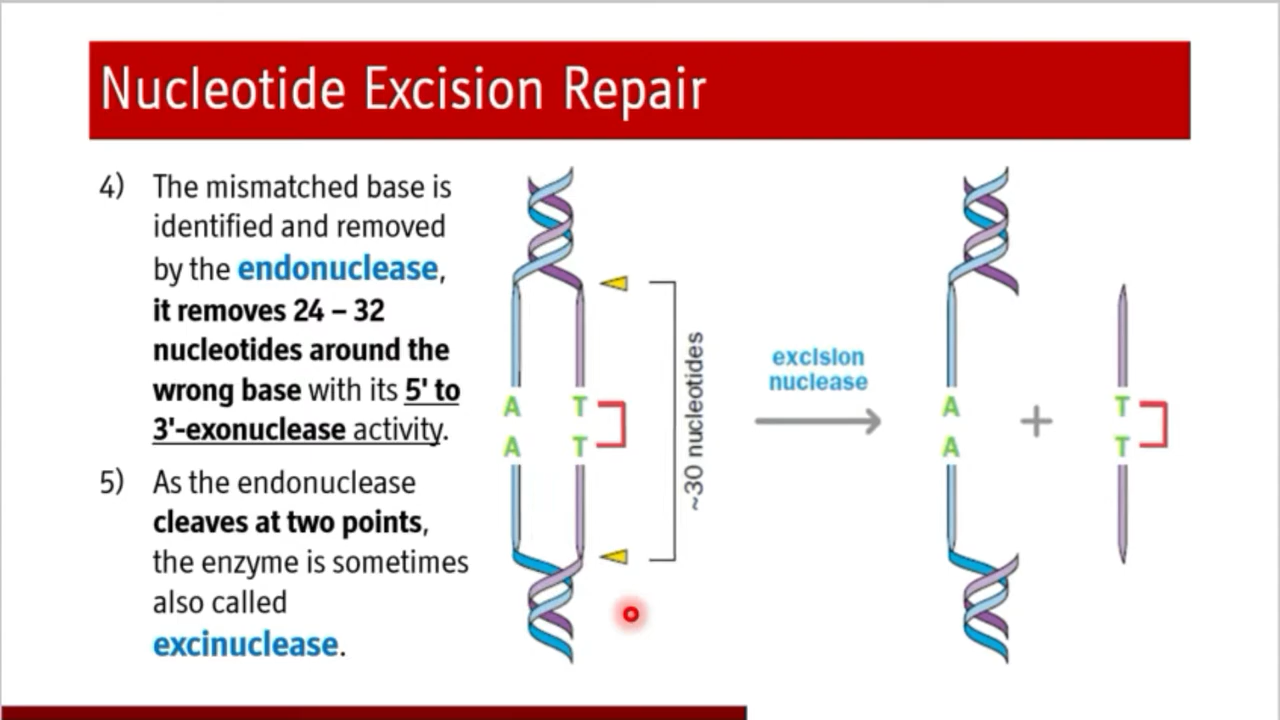 Nucleotide Excision Repair
4) The mismatched base is
identified and removed
by the endonuclease,
it removes 24 – 32
nucleotides around the
wrong base with its 5' to
3'-exonuclease activity.
5) As the endonuclease
cleaves at two points,
the enzyme is sometimes
also called
excinuclease.
A T
A T
~30 nucleotides
excision
nuclease
A + T
A T